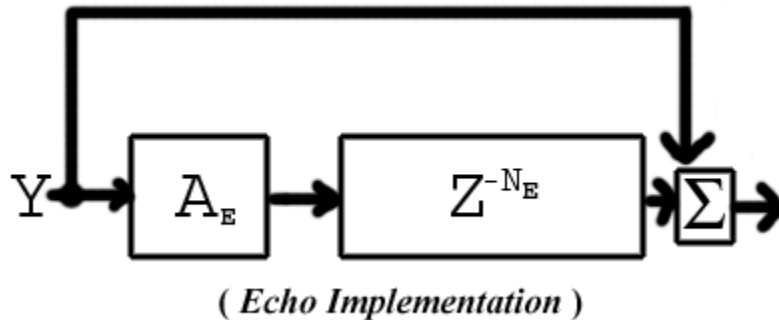 Y A_E Z^{-N_E} Σ
( Echo Implementation )